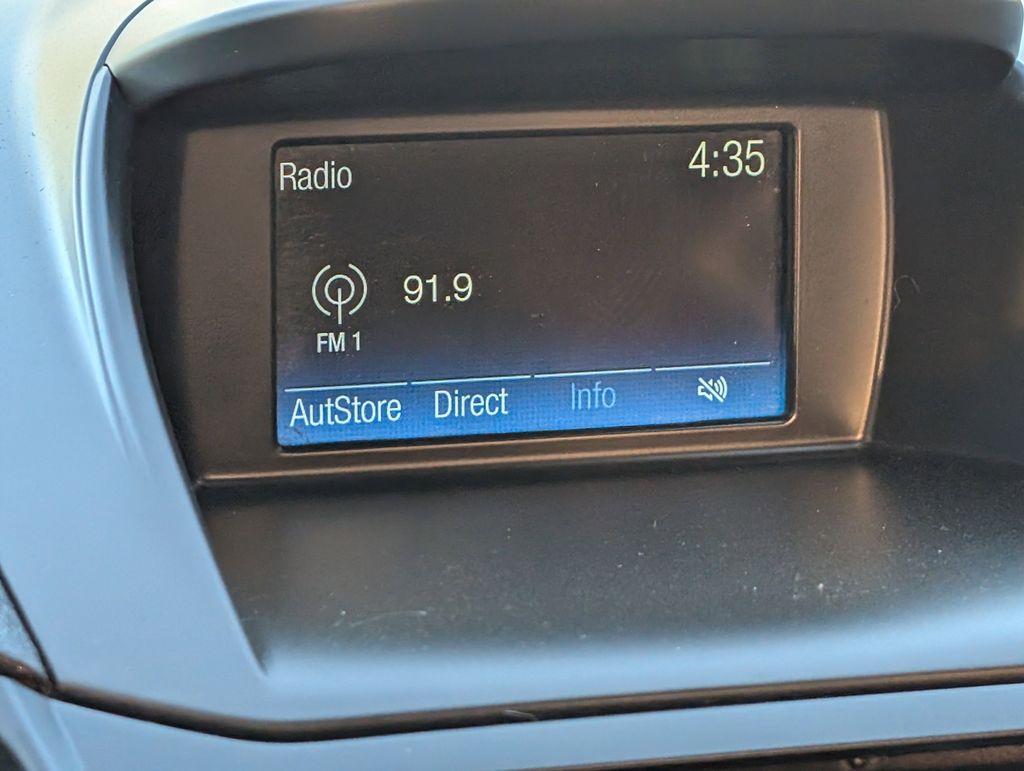 Radio 4:35
91.9
FM 1
AutStore Direct Info